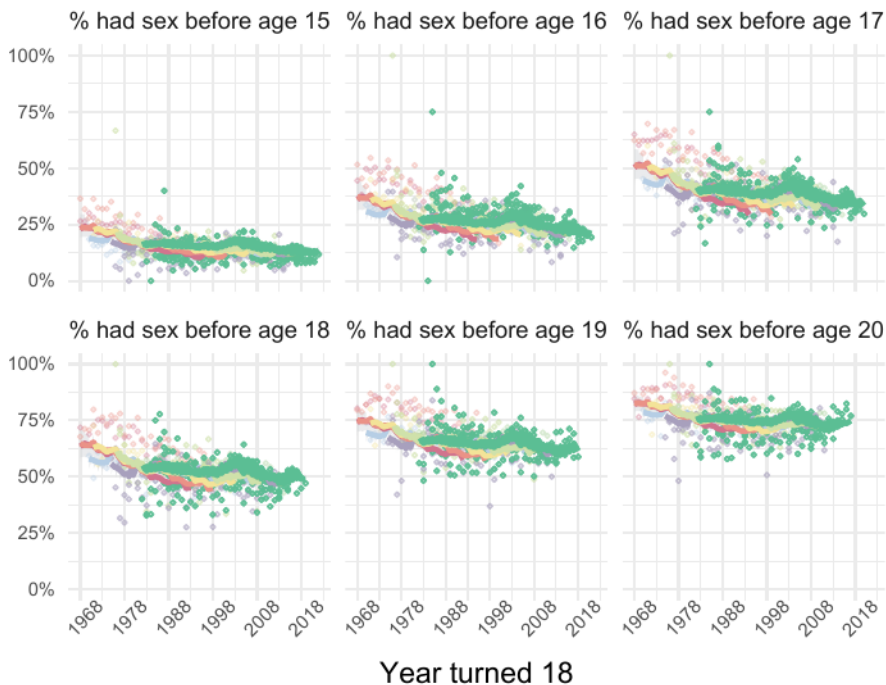 % had sex before age 15 % had sex before age 16 % had sex before age 17
100%
75%
50%
25%
0%
% had sex before age 18 % had sex before age 19 % had sex before age 20
100%
75%
50%
25%
0%
1968 1978 1988 1998 2008 2018 1968 1978 1988 1998 2008 2018 1968 1978 1988 1998 2008 2018
Year turned 18